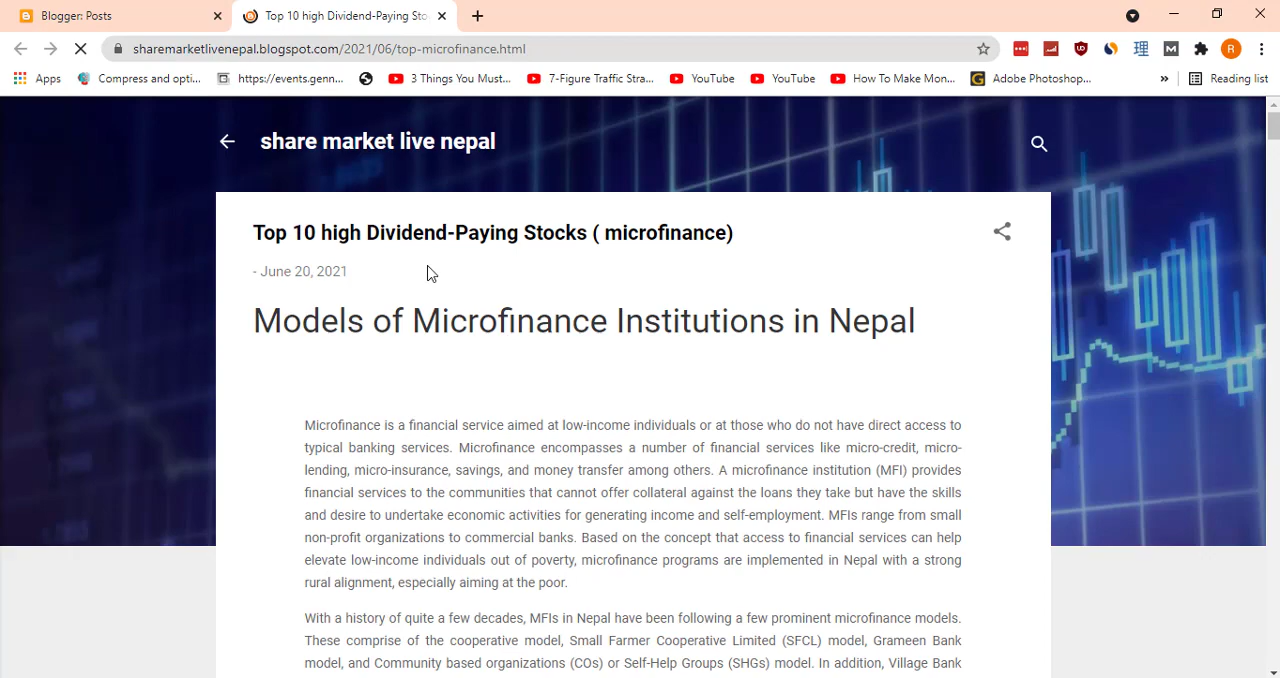 Blogger: Posts
Top 10 high Dividend-Paying Sto
sharemarketlivenepal.blogspot.com/2021/06/top-microfinance.html
R
Apps
Compress and opti...
https://events.genn...
3 Things You Must...
7-Figure Traffic Stra...
YouTube
YouTube
How To Make Mon...
Adobe Photoshop...
»
Reading list
share market live nepal
Top 10 high Dividend-Paying Stocks ( microfinance)
- June 20, 2021
Models of Microfinance Institutions in Nepal
Microfinance is a financial service aimed at low-income individuals or at those who do not have direct access to
typical banking services. Microfinance encompasses a number of financial services like micro-credit, micro-
lending, micro-insurance, savings, and money transfer among others. A microfinance institution (MFI) provides
financial services to the communities that cannot offer collateral against the loans they take but have the skills
and desire to undertake economic activities for generating income and self-employment. MFIs range from small
non-profit organizations to commercial banks. Based on the concept that access to financial services can help
elevate low-income individuals out of poverty, microfinance programs are implemented in Nepal with a strong
rural alignment, especially aiming at the poor.
With a history of quite a few decades, MFIs in Nepal have been following a few prominent microfinance models.
These comprise of the cooperative model, Small Farmer Cooperative Limited (SFCL) model, Grameen Bank
model, and Community based organizations (COs) or Self-Help Groups (SHGs) model. In addition, Village Bank